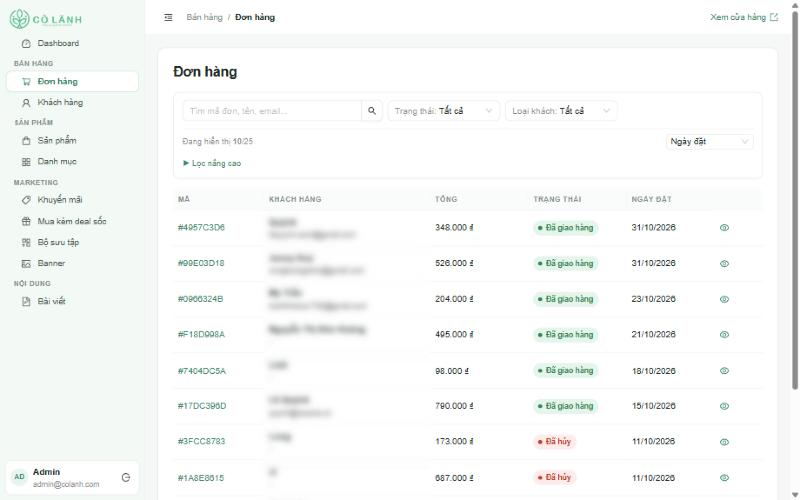 CỎ LÀNH
Dashboard
BÁN HÀNG
Đơn hàng
Khách hàng
SẢN PHẨM
Sản phẩm
Danh mục
MARKETING
Khuyến mãi
Mua kèm deal sốc
Bộ sưu tập
Banner
NỘI DUNG
Bài viết
AD
Admin
admin@colanh.com
Bán hàng / Đơn hàng
Xem cửa hàng
Đơn hàng
Tìm mã đơn, tên, email...
Trạng thái: Tất cả
Loại khách: Tất cả
Đang hiển thị 10/25
Ngày đặt
Lọc nâng cao
MÃ KHÁCH HÀNG TỔNG TRẠNG THÁI NGÀY ĐẶT
#4957C3D6 348.000 ₫ Đã giao hàng 31/10/2026
#99E03D18 526.000 ₫ Đã giao hàng 31/10/2026
#0966324B 204.000 ₫ Đã giao hàng 23/10/2026
#F18D998A 495.000 ₫ Đã giao hàng 21/10/2026
#7404DC5A 98.000 ₫ Đã giao hàng 18/10/2026
#17DC396D 790.000 ₫ Đã giao hàng 15/10/2026
#3FCC8783 173.000 ₫ Đã hủy 11/10/2026
#1A8E8615 687.000 ₫ Đã hủy 11/10/2026